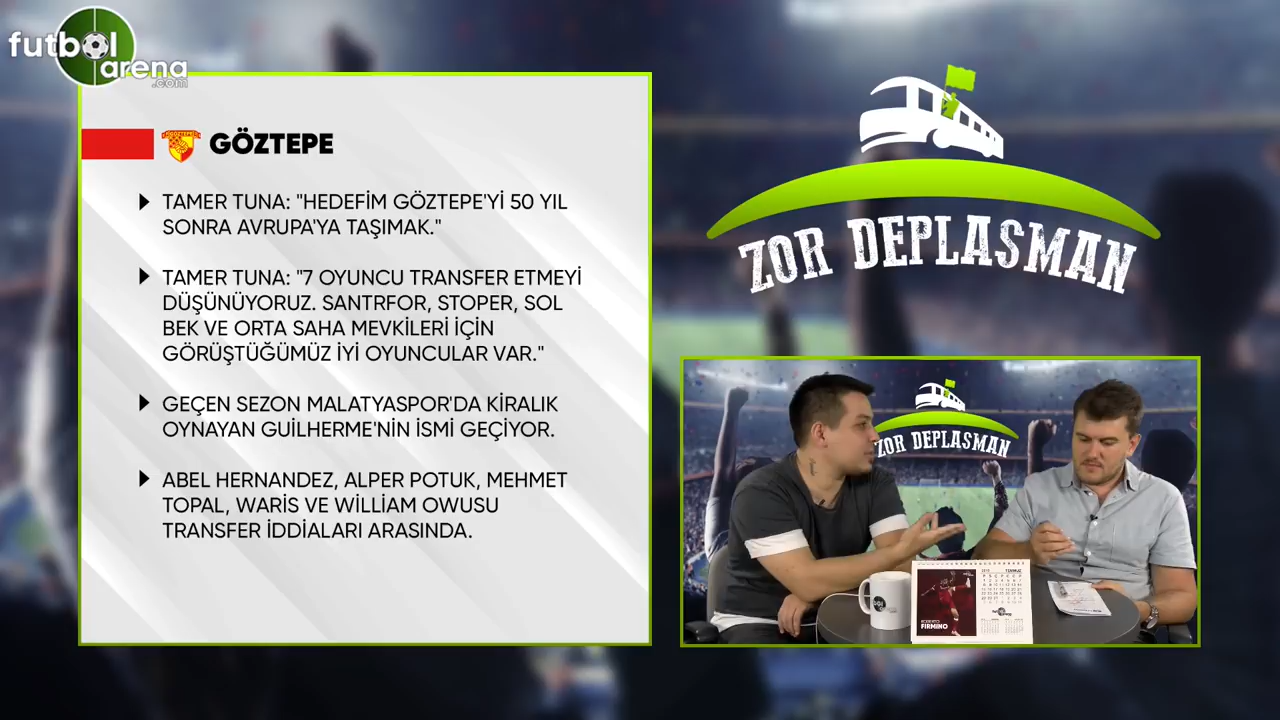 futbol
arena
.com
GÖZTEPE
TAMER TUNA: "HEDEFİM GÖZTEPE'Yİ 50 YIL
SONRA AVRUPA'YA TAŞIMAK."
TAMER TUNA: "7 OYUNCU TRANSFER ETMEYİ
DÜŞÜNÜYORUZ. SANTRFOR, STOPER, SOL
BEK VE ORTA SAHA MEVKİLERİ İÇİN
GÖRÜŞTÜĞÜMÜZ İYİ OYUNCULAR VAR."
GEÇEN SEZON MALATYASPOR'DA KİRALIK
OYNAYAN GUILHERME'NİN İSMİ GEÇİYOR.
ABEL HERNANDEZ, ALPER POTUK, MEHMET
TOPAL, WARIS VE WİLLİAM OWUSU
TRANSFER İDDİALARI ARASINDA.
ZOR DEPLASMAN
ZOR DEPLASMAN
TEMMUZ
FIRMINO